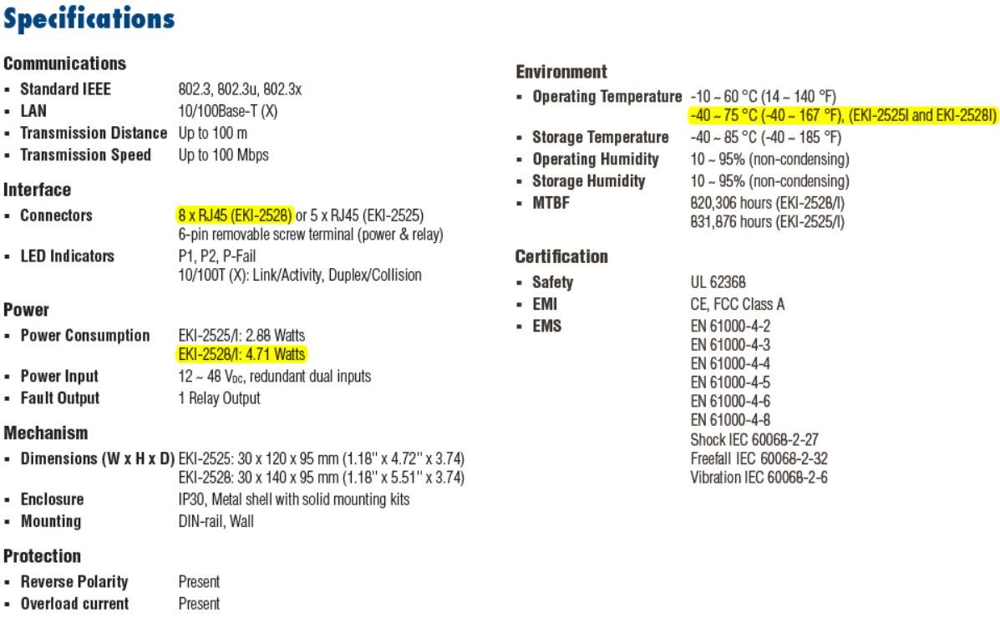 Specifications
Communications
▪ Standard IEEE 802.3, 802.3u, 802.3x
▪ LAN 10/100Base-T (X)
▪ Transmission Distance Up to 100 m
▪ Transmission Speed Up to 100 Mbps
Interface
▪ Connectors 8 x RJ45 (EKI-2528) or 5 x RJ45 (EKI-2525)
6-pin removable screw terminal (power & relay)
▪ LED Indicators P1, P2, P-Fail
10/100T (X): Link/Activity, Duplex/Collision
Power
▪ Power Consumption EKI-2525/I: 2.88 Watts
EKI-2528/I: 4.71 Watts
▪ Power Input 12 ~ 48 VDC, redundant dual inputs
▪ Fault Output 1 Relay Output
Mechanism
▪ Dimensions (W x H x D) EKI-2525: 30 x 120 x 95 mm (1.18" x 4.72" x 3.74)
EKI-2528: 30 x 140 x 95 mm (1.18" x 5.51" x 3.74)
▪ Enclosure IP30, Metal shell with solid mounting kits
▪ Mounting DIN-rail, Wall
Protection
▪ Reverse Polarity Present
▪ Overload current Present
Environment
▪ Operating Temperature -10 ~ 60 °C (14 ~ 140 °F)
-40 ~ 75 °C (-40 ~ 167 °F), (EKI-2525I and EKI-2528I)
▪ Storage Temperature -40 ~ 85 °C (-40 ~ 185 °F)
▪ Operating Humidity 10 ~ 95% (non-condensing)
▪ Storage Humidity 10 ~ 95% (non-condensing)
▪ MTBF 820,306 hours (EKI-2528/I)
831,876 hours (EKI-2525/I)
Certification
▪ Safety UL 62368
▪ EMI CE, FCC Class A
▪ EMS EN 61000-4-2
EN 61000-4-3
EN 61000-4-4
EN 61000-4-5
EN 61000-4-6
EN 61000-4-8
Shock IEC 60068-2-27
Freefall IEC 60068-2-32
Vibration IEC 60068-2-6